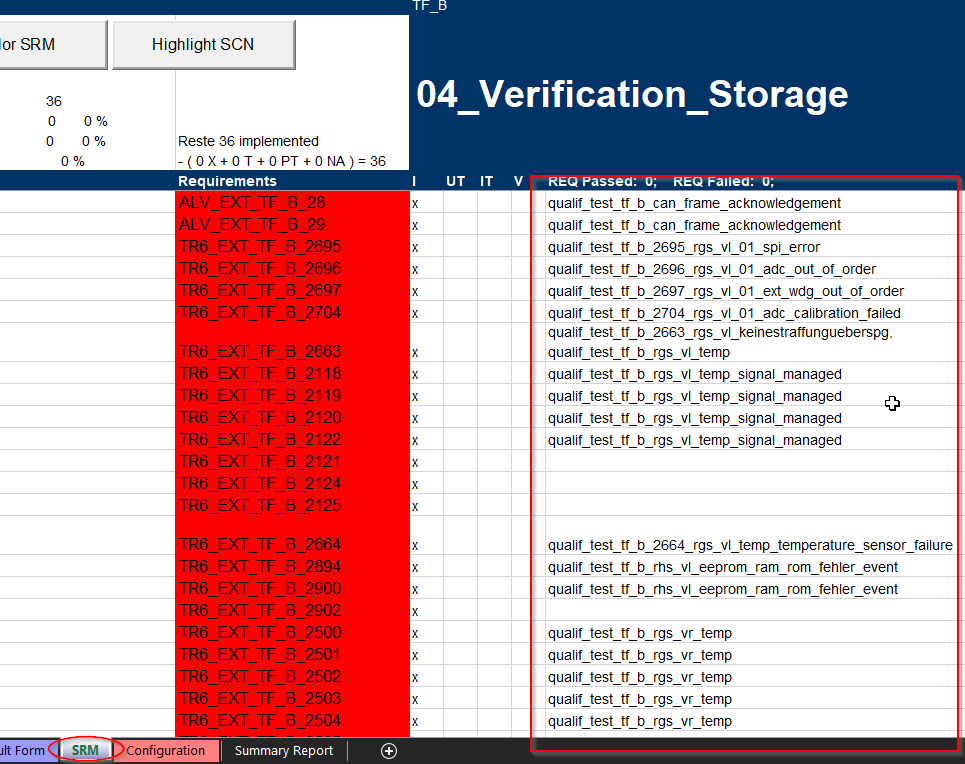 TF_B
or SRM
Highlight SCN
04_Verification_Storage
36
0 0 %
0 0 % Reste 36 implemented
0 % - ( 0 X + 0 T + 0 PT + 0 NA ) = 36
Requirements I UT IT V REQ Passed: 0; REQ Failed: 0;
ALV_EXT_TF_B_28 x qualif_test_tf_b_can_frame_acknowledgement
ALV_EXT_TF_B_29 x qualif_test_tf_b_can_frame_acknowledgement
TR6_EXT_TF_B_2695 x qualif_test_tf_b_2695_rgs_vl_01_spi_error
TR6_EXT_TF_B_2696 x qualif_test_tf_b_2696_rgs_vl_01_adc_out_of_order
TR6_EXT_TF_B_2697 x qualif_test_tf_b_2697_rgs_vl_01_ext_wdg_out_of_order
TR6_EXT_TF_B_2704 x qualif_test_tf_b_2704_rgs_vl_01_adc_calibration_failed
qualif_test_tf_b_2663_rgs_vl_keinestraffungueberspg,
TR6_EXT_TF_B_2663 x qualif_test_tf_b_rgs_vl_temp
TR6_EXT_TF_B_2118 x qualif_test_tf_b_rgs_vl_temp_signal_managed
TR6_EXT_TF_B_2119 x qualif_test_tf_b_rgs_vl_temp_signal_managed
TR6_EXT_TF_B_2120 x qualif_test_tf_b_rgs_vl_temp_signal_managed
TR6_EXT_TF_B_2122 x qualif_test_tf_b_rgs_vl_temp_signal_managed
TR6_EXT_TF_B_2121 x
TR6_EXT_TF_B_2124 x
TR6_EXT_TF_B_2125 x
TR6_EXT_TF_B_2664 x qualif_test_tf_b_2664_rgs_vl_temp_temperature_sensor_failure
TR6_EXT_TF_B_2894 x qualif_test_tf_b_rhs_vl_eeprom_ram_rom_fehler_event
TR6_EXT_TF_B_2900 x qualif_test_tf_b_rhs_vl_eeprom_ram_rom_fehler_event
TR6_EXT_TF_B_2902 x
TR6_EXT_TF_B_2500 x qualif_test_tf_b_rgs_vr_temp
TR6_EXT_TF_B_2501 x qualif_test_tf_b_rgs_vr_temp
TR6_EXT_TF_B_2502 x qualif_test_tf_b_rgs_vr_temp
TR6_EXT_TF_B_2503 x qualif_test_tf_b_rgs_vr_temp
TR6_EXT_TF_B_2504 x qualif_test_tf_b_rgs_vr_temp
ult Form SRM Configuration Summary Report